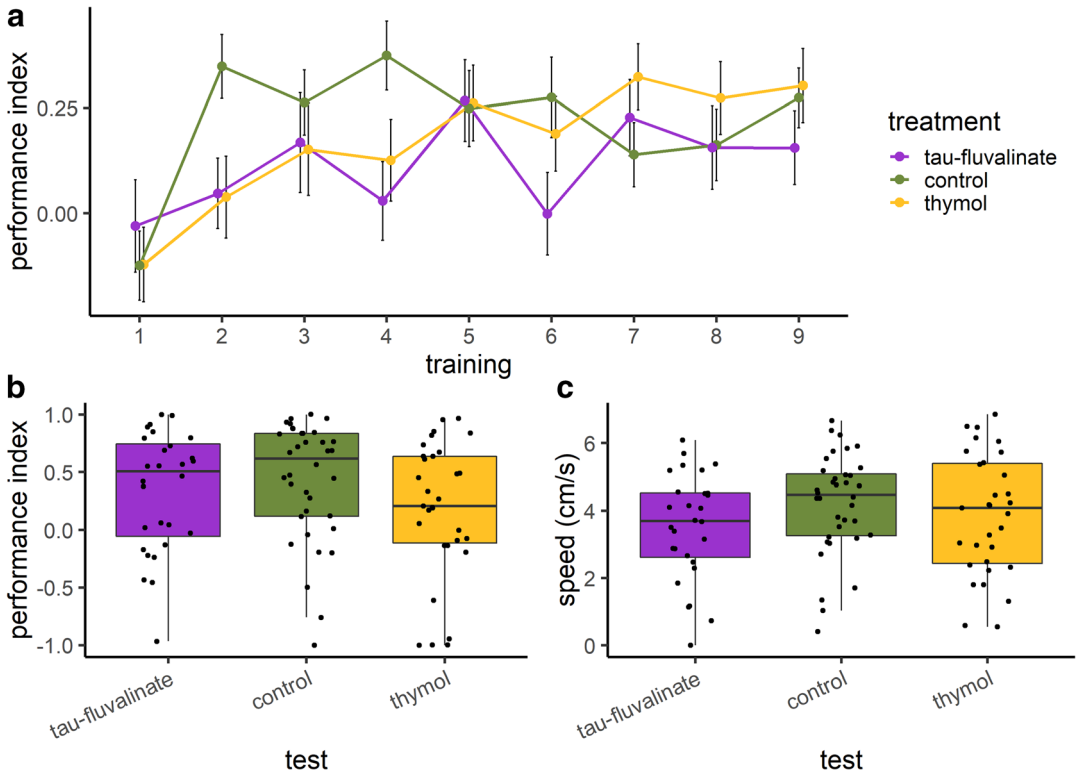 a
performance index
0.25
0.00
1 2 3 4 5 6 7 8 9
training
treatment
tau-fluvalinate
control
thymol
b
performance index
1.0
0.5
0.0
-0.5
-1.0
tau-fluvalinate
control
thymol
test
c
speed (cm/s)
6
4
2
0
tau-fluvalinate
control
thymol
test